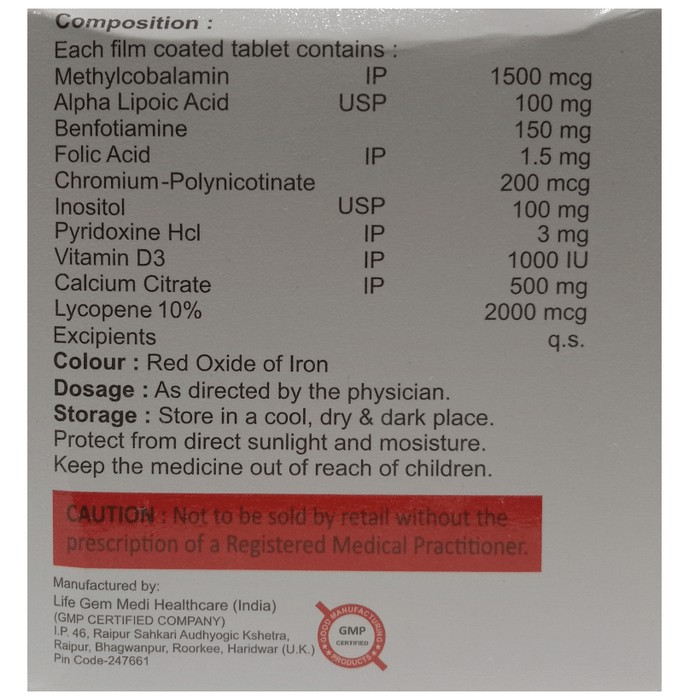 Composition :
Each film coated tablet contains :
Methylcobalamin IP 1500 mcg
Alpha Lipoic Acid USP 100 mg
Benfotiamine 150 mg
Folic Acid IP 1.5 mg
Chromium-Polynicotinate 200 mcg
Inositol USP 100 mg
Pyridoxine Hcl IP 3 mg
Vitamin D3 IP 1000 IU
Calcium Citrate IP 500 mg
Lycopene 10% 2000 mcg
Excipients q.s.
Colour : Red Oxide of Iron
Dosage : As directed by the physician.
Storage : Store in a cool, dry & dark place.
Protect from direct sunlight and mosisture.
Keep the medicine out of reach of children.
CAUTION : Not to be sold by retail without the
prescription of a Registered Medical Practitioner.
Manufactured by:
Life Gem Medi Healthcare (India)
(GMP CERTIFIED COMPANY)
I.P. 46, Raipur Sahkari Audhyogic Kshetra,
Raipur, Bhagwanpur, Roorkee, Haridwar (U.K.)
Pin Code-247661
GOOD MANUFACTURING
GMP
CERTIFIED
PRODUCTS